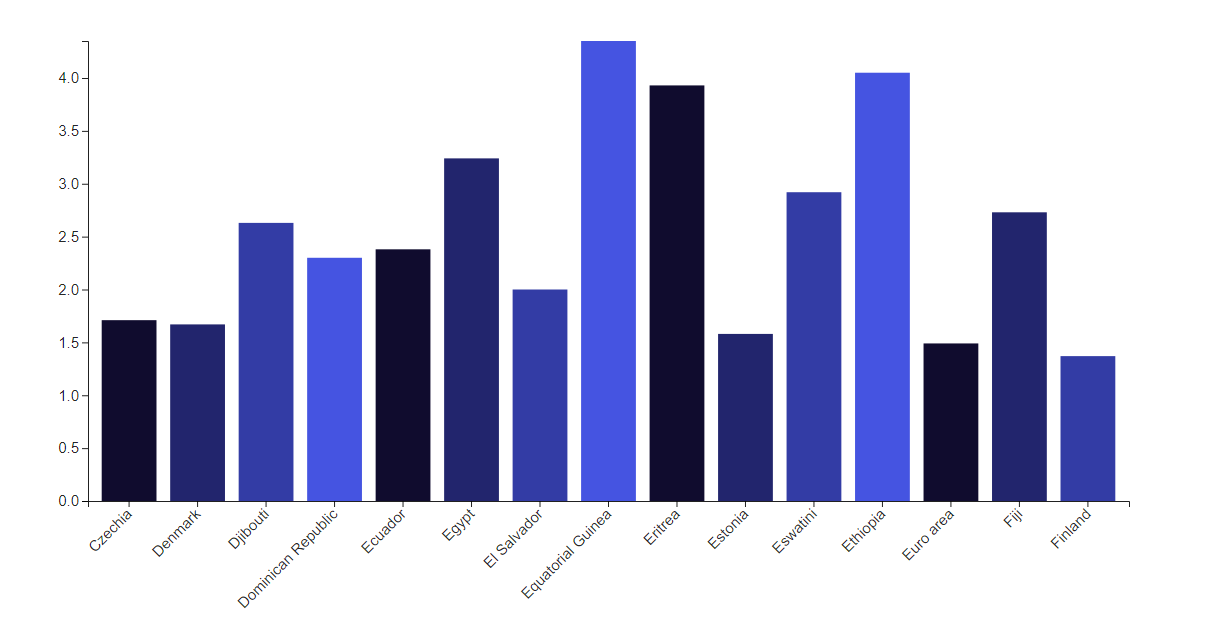 4.0
3.5
3.0
2.5
2.0
1.5
1.0
0.5
0.0
Czechia
Denmark
Djibouti
Dominican Republic
Ecuador
Egypt
El Salvador
Equatorial Guinea
Eritrea
Estonia
Eswatini
Ethiopia
Euro area
Fiji
Finland